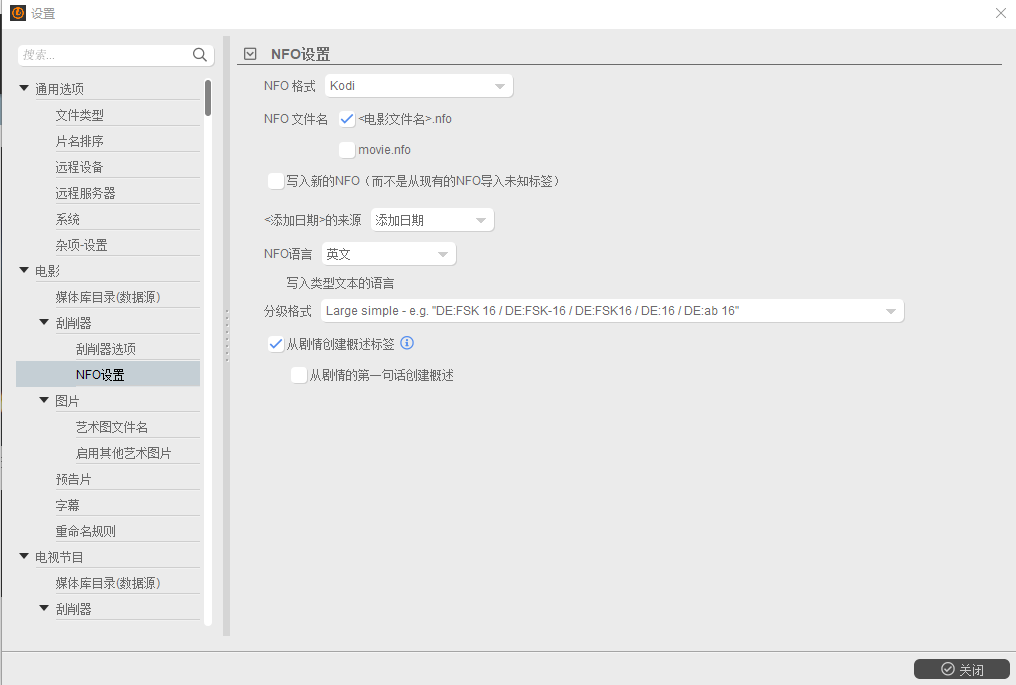 设置
搜索...
通用选项
文件类型
片名排序
远程设备
远程服务器
系统
杂项-设置
电影
媒体库目录(数据源)
刮削器
刮削器选项
NFO设置
图片
艺术图文件名
启用其他艺术图片
预告片
字幕
重命名规则
电视节目
媒体库目录(数据源)
刮削器
NFO设置
NFO 格式 Kodi
NFO 文件名 <电影文件名>.nfo
movie.nfo
写入新的NFO（而不是从现有的NFO导入未知标签）
<添加日期>的来源 添加日期
NFO语言 英文
写入类型文本的语言
分级格式 Large simple - e.g. "DE:FSK 16 / DE:FSK-16 / DE:FSK16 / DE:16 / DE:ab 16"
从剧情创建概述标签
从剧情的第一句话创建概述
关闭